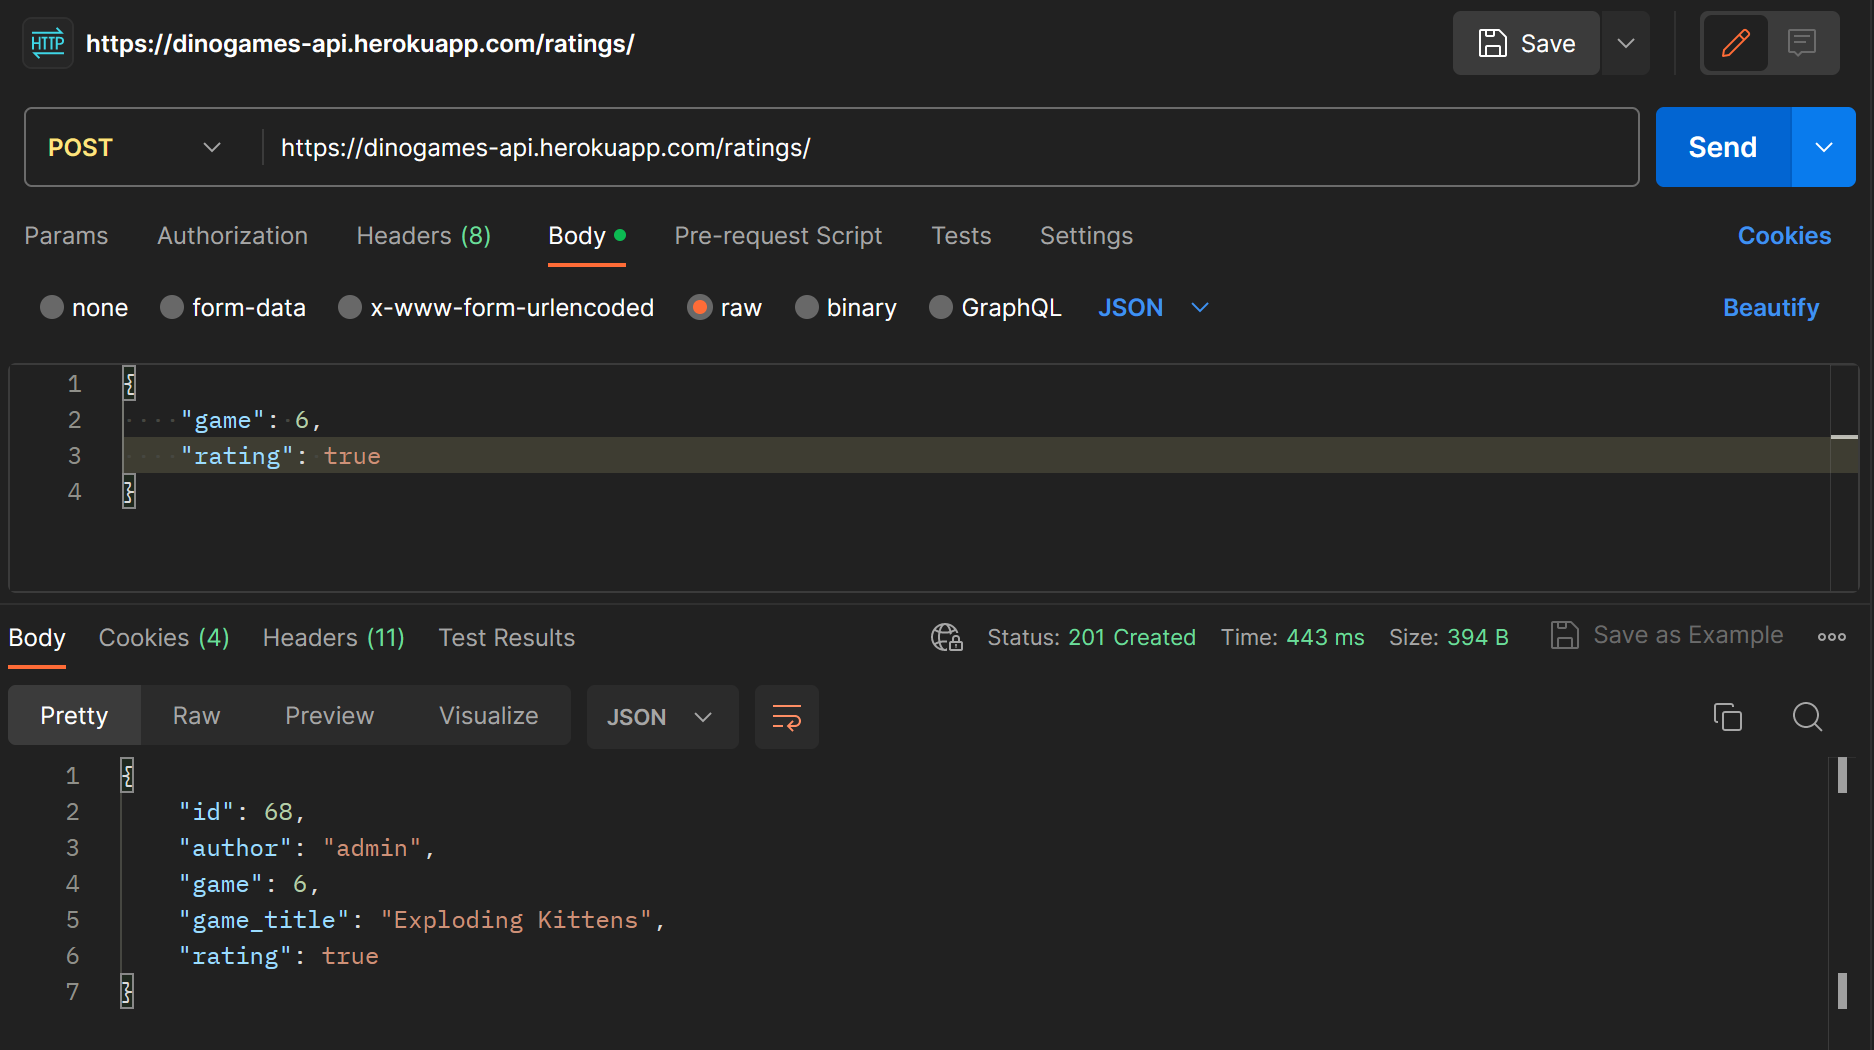 HTTP https://dinogames-api.herokuapp.com/ratings/ Save
POST https://dinogames-api.herokuapp.com/ratings/ Send
Params Authorization Headers (8) Body Pre-request Script Tests Settings Cookies
none form-data x-www-form-urlencoded raw binary GraphQL JSON Beautify
1 {
2 "game": 6,
3 "rating": true
4 }
Body Cookies (4) Headers (11) Test Results Status: 201 Created Time: 443 ms Size: 394 B Save as Example
Pretty Raw Preview Visualize JSON
1 {
2 "id": 68,
3 "author": "admin",
4 "game": 6,
5 "game_title": "Exploding Kittens",
6 "rating": true
7 }